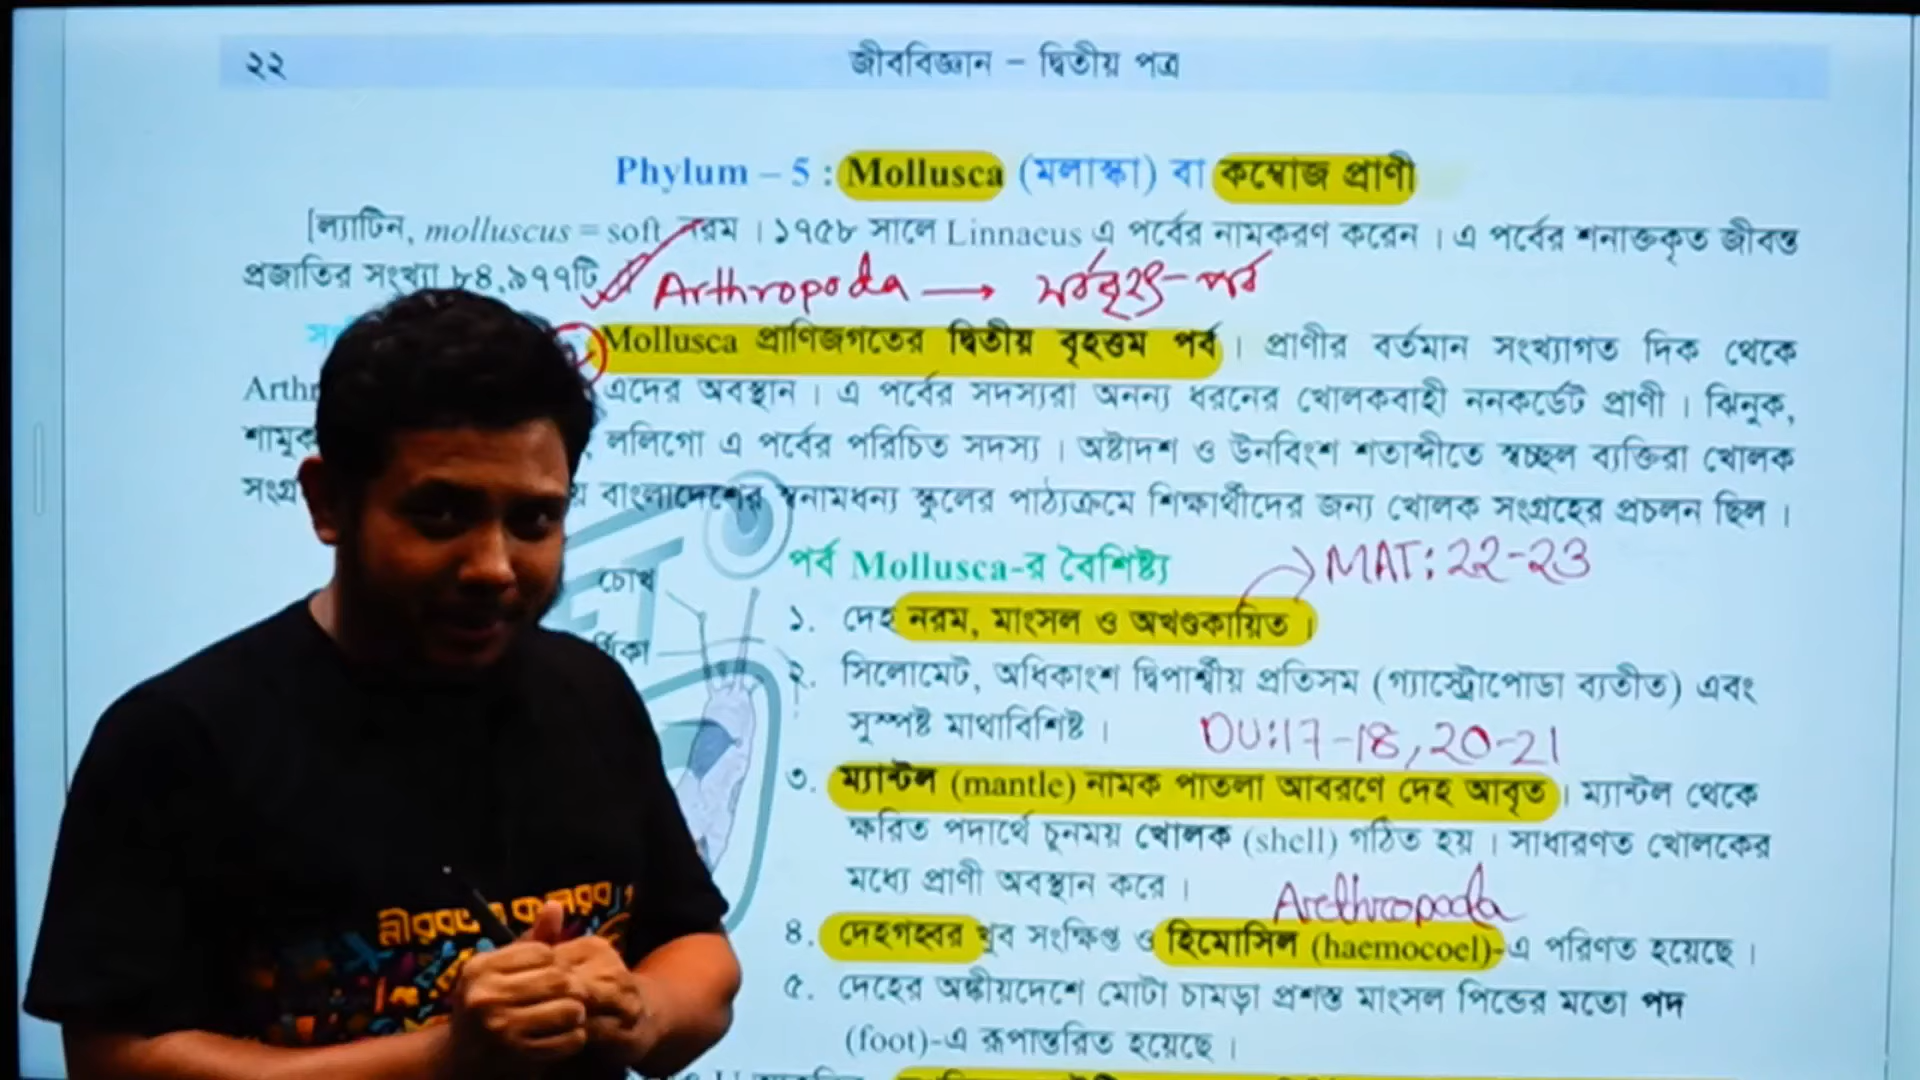 ২২
জীববিজ্ঞান – দ্বিতীয় পত্র
Phylum – 5 : Mollusca (মলাস্কা) বা কম্বোজ প্রাণী
[ল্যাটিন, molluscus = soft নরম । ১৭৫৮ সালে Linnaeus এ পর্বের নামকরণ করেন । এ পর্বের শনাক্তকৃত জীবন্ত
প্রজাতির সংখ্যা ৮৪,৯৭৭টি
Arthropoda → সর্ববৃহৎ-পর্ব
Mollusca প্রাণিজগতের দ্বিতীয় বৃহত্তম পর্ব । প্রাণীর বর্তমান সংখ্যাগত দিক থেকে
এদের অবস্থান । এ পর্বের সদস্যরা অনন্য ধরনের খোলকবাহী ননকর্ডেট প্রাণী । ঝিনুক,
শামুক ললিগো এ পর্বের পরিচিত সদস্য । অষ্টাদশ ও উনবিংশ শতাব্দীতে স্বচ্ছল ব্যক্তিরা খোলক
বাংলাদেশের স্বনামধন্য স্কুলের পাঠ্যক্রমে শিক্ষার্থীদের জন্য খোলক সংগ্রহের প্রচলন ছিল ।
পর্ব Mollusca-র বৈশিষ্ট্য
MAT: 22-23
চোখ
১. দেহ নরম, মাংসল ও অখণ্ডকায়িত ।
২. সিলোমেট, অধিকাংশ দ্বিপার্শ্বীয় প্রতিসম (গ্যাস্ট্রোপোডা ব্যতীত) এবং
সুস্পষ্ট মাথাবিশিষ্ট ।
DU:17-18, 20-21
৩. ম্যান্টল (mantle) নামক পাতলা আবরণে দেহ আবৃত । ম্যান্টল থেকে
ক্ষরিত পদার্থে চুনময় খোলক (shell) গঠিত হয় । সাধারণত খোলকের
মধ্যে প্রাণী অবস্থান করে ।
Arthropoda
৪. দেহগহ্বর খুব সংক্ষিপ্ত ও হিমোসিল (haemocoel)-এ পরিণত হয়েছে ।
৫. দেহের অঙ্কীয়দেশে মোটা চামড়া প্রশস্ত মাংসল পিন্ডের মতো পদ
(foot)-এ রূপান্তরিত হয়েছে ।